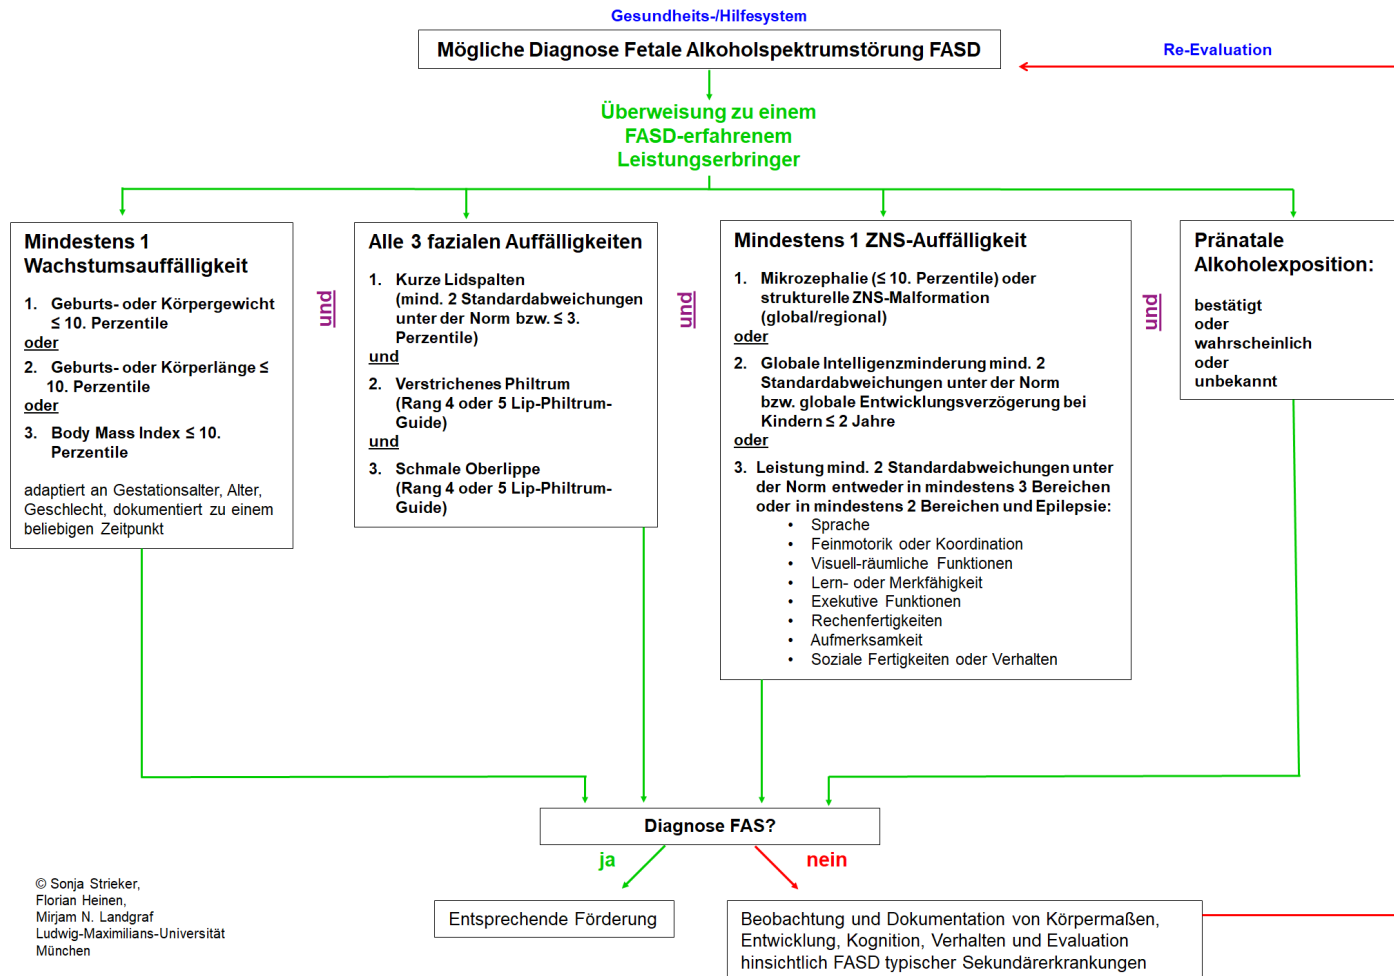 Gesundheits-/Hilfesystem
Mögliche Diagnose Fetale Alkoholspektrumstörung FASD
Re-Evaluation
Überweisung zu einem
FASD-erfahrenem
Leistungserbringer
Mindestens 1
Wachstumsauffälligkeit
1. Geburts- oder Körpergewicht
≤ 10. Perzentile
oder
2. Geburts- oder Körperlänge ≤
10. Perzentile
oder
3. Body Mass Index ≤ 10.
Perzentile
adaptiert an Gestationsalter, Alter,
Geschlecht, dokumentiert zu einem
beliebigen Zeitpunkt
und
Alle 3 fazialen Auffälligkeiten
1. Kurze Lidspalten
(mind. 2 Standardabweichungen
unter der Norm bzw. ≤ 3.
Perzentile)
und
2. Verstrichenes Philtrum
(Rang 4 oder 5 Lip-Philtrum-
Guide)
und
3. Schmale Oberlippe
(Rang 4 oder 5 Lip-Philtrum-
Guide)
und
Mindestens 1 ZNS-Auffälligkeit
1. Mikrozephalie (≤ 10. Perzentile) oder
strukturelle ZNS-Malformation
(global/regional)
oder
2. Globale Intelligenzminderung mind. 2
Standardabweichungen unter der Norm
bzw. globale Entwicklungsverzögerung bei
Kindern ≤ 2 Jahre
oder
3. Leistung mind. 2 Standardabweichungen unter
der Norm entweder in mindestens 3 Bereichen
oder in mindestens 2 Bereichen und Epilepsie:
• Sprache
• Feinmotorik oder Koordination
• Visuell-räumliche Funktionen
• Lern- oder Merkfähigkeit
• Exekutive Funktionen
• Rechenfertigkeiten
• Aufmerksamkeit
• Soziale Fertigkeiten oder Verhalten
und
Pränatale
Alkoholexposition:
bestätigt
oder
wahrscheinlich
oder
unbekannt
Diagnose FAS?
ja
nein
Entsprechende Förderung
Beobachtung und Dokumentation von Körpermaßen,
Entwicklung, Kognition, Verhalten und Evaluation
hinsichtlich FASD typischer Sekundärerkrankungen
© Sonja Strieker,
Florian Heinen,
Mirjam N. Landgraf
Ludwig-Maximilians-Universität
München